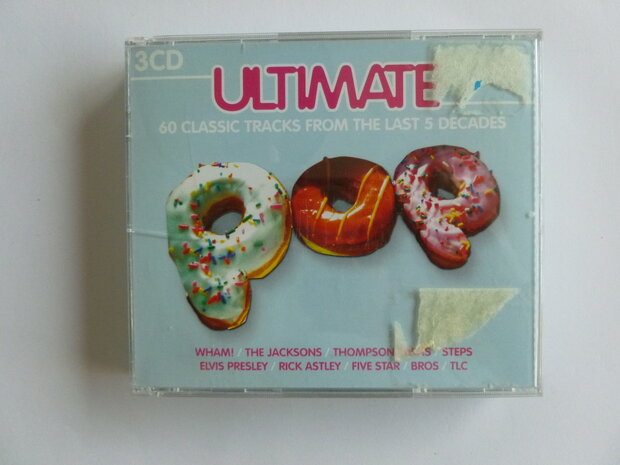 3CD
ULTIMATE
60 CLASSIC TRACKS FROM THE LAST 5 DECADES
pop
WHAM! / THE JACKSONS / THOMPSON / STEPS
ELVIS PRESLEY / RICK ASTLEY / FIVE STAR / BROS / TLC